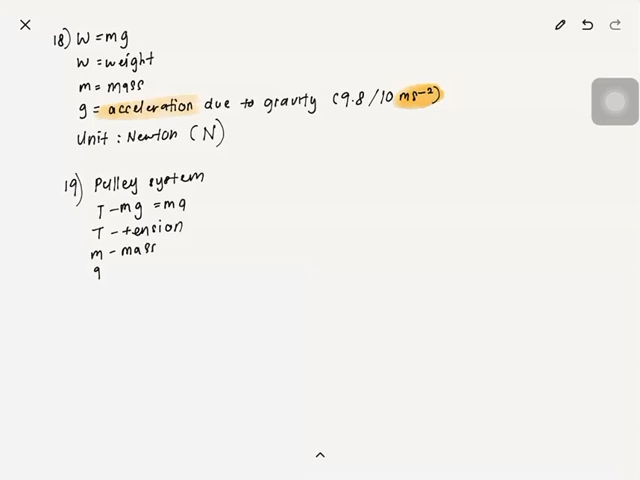 18) W = mg
W = weight
m = mass
g = acceleration due to gravity (9.8/10 ms⁻²)
Unit : Newton (N)
19) Pulley system
T - mg = mg
T - tension
m - mass
g